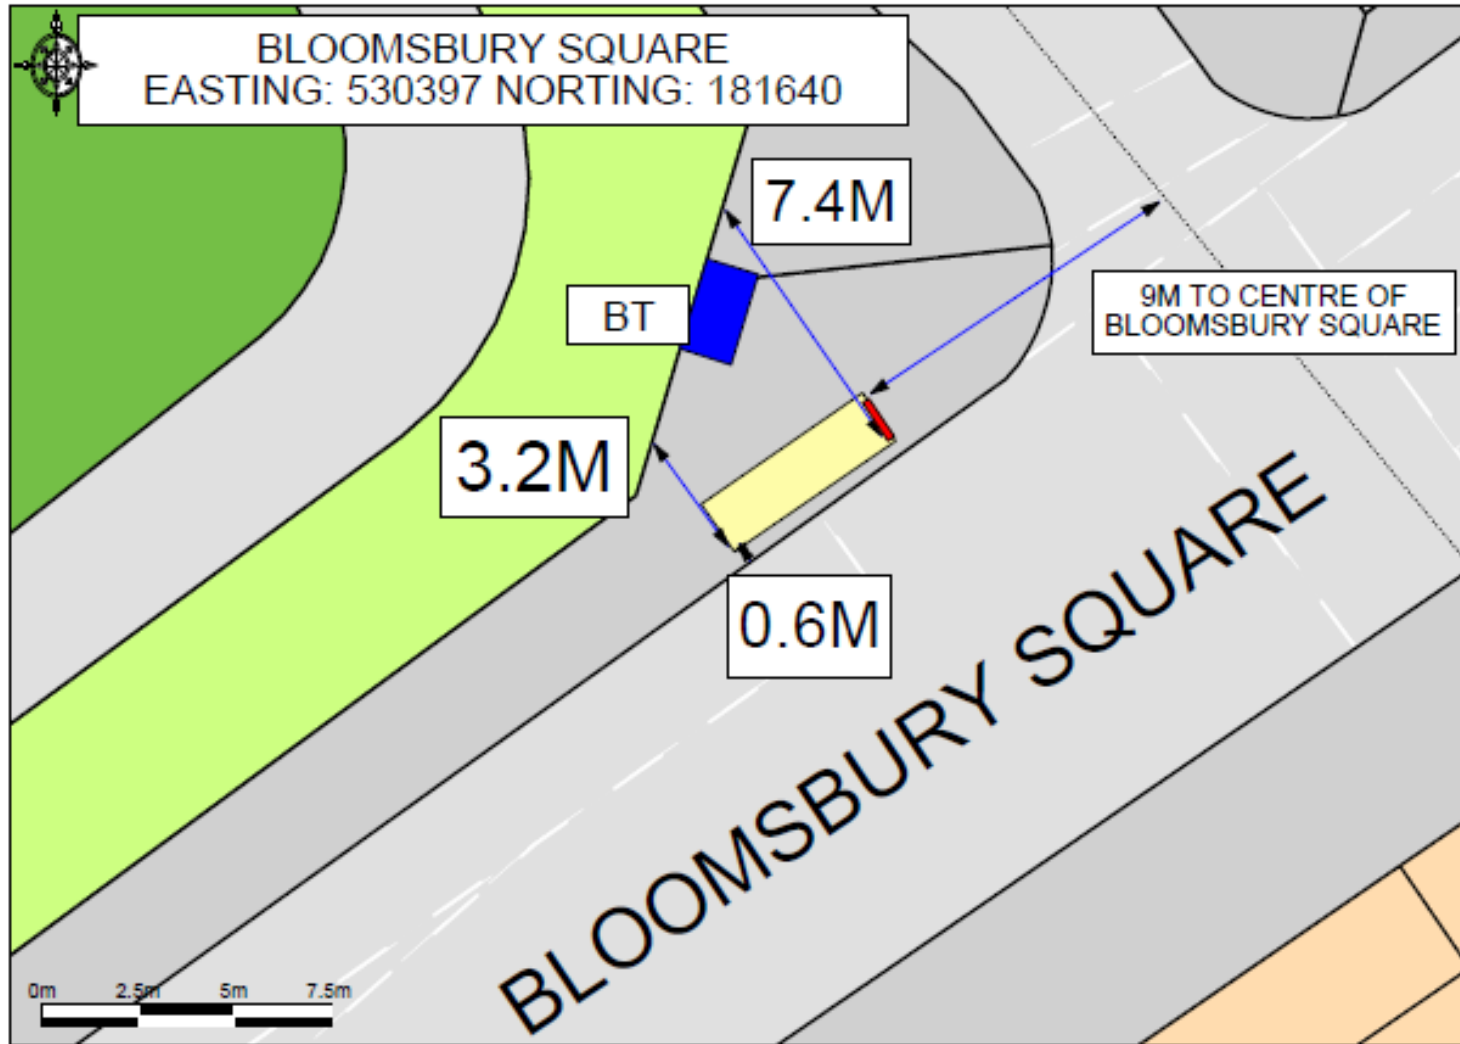 BLOOMSBURY SQUARE
EASTING: 530397 NORTING: 181640
7.4M
9M TO CENTRE OF
BLOOMSBURY SQUARE
BT
3.2M
0.6M
BLOOMSBURY SQUARE
0m 2.5m 5m 7.5m